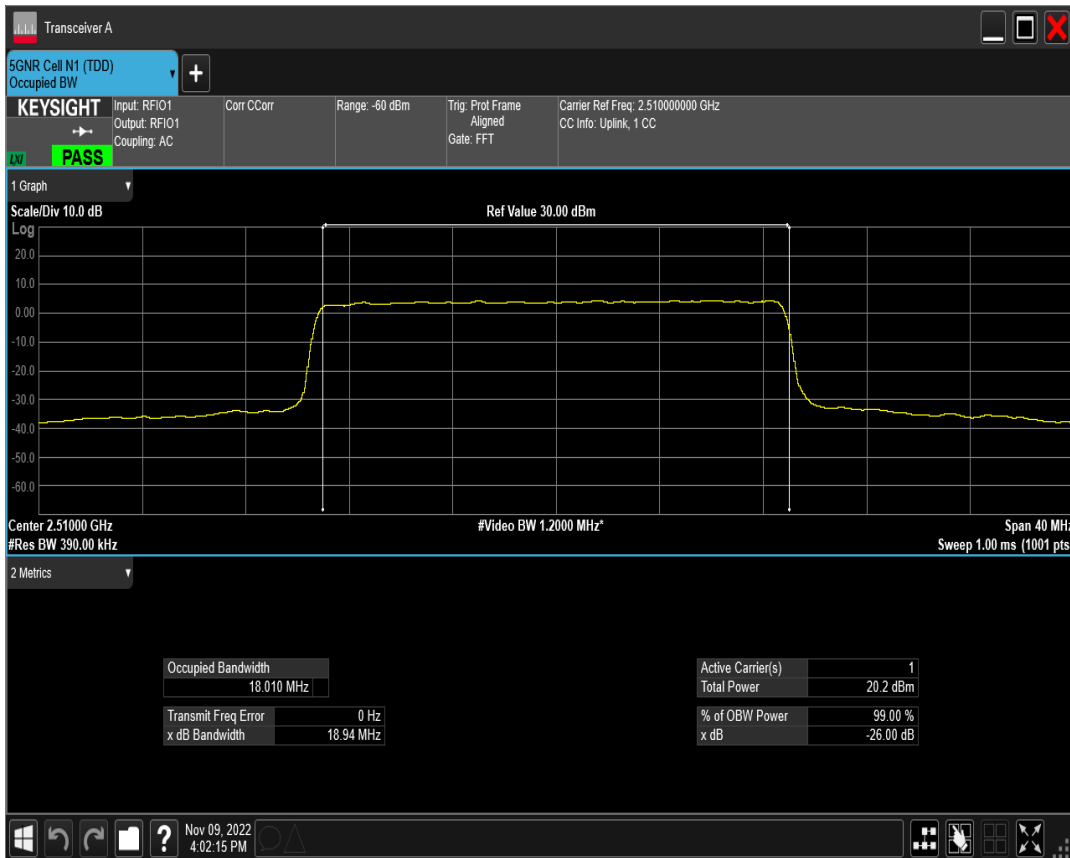 Transceiver A
5GNR Cell N1 (TDD)
Occupied BW
+
KEYSIGHT
LXI
PASS
Input: RFIO1
Output: RFIO1
Coupling: AC
Corr CCorr
Range: -60 dBm
Trig: Prot Frame
Aligned
Gate: FFT
Carrier Ref Freq: 2.510000000 GHz
CC Info: Uplink, 1 CC
1 Graph
Scale/Div 10.0 dB
Ref Value 30.00 dBm
Log
20.0
10.0
0.00
-10.0
-20.0
-30.0
-40.0
-50.0
-60.0
Center 2.51000 GHz
#Video BW 1.2000 MHz*
Span 40 MHz
#Res BW 390.00 kHz
Sweep 1.00 ms (1001 pts
2 Metrics
Occupied Bandwidth
18.010 MHz
Transmit Freq Error 0 Hz
x dB Bandwidth 18.94 MHz
Active Carrier(s) 1
Total Power 20.2 dBm
% of OBW Power 99.00 %
x dB -26.00 dB
?
Nov 09, 2022
4:02:15 PM